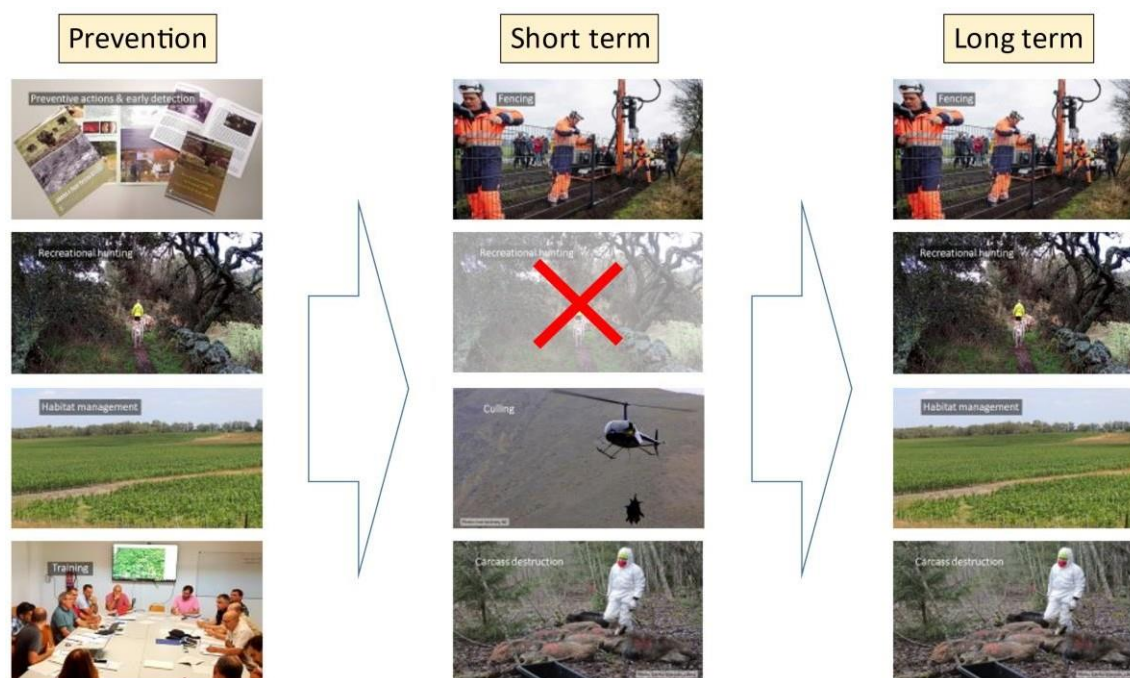 Prevention
Short term
Long term
Preventive actions & early detection
Fencing
Fencing
Recreational hunting
Recreational hunting
Recreational hunting
Habitat management
Culling
Habitat management
Training
Carcass destruction
Carcass destruction